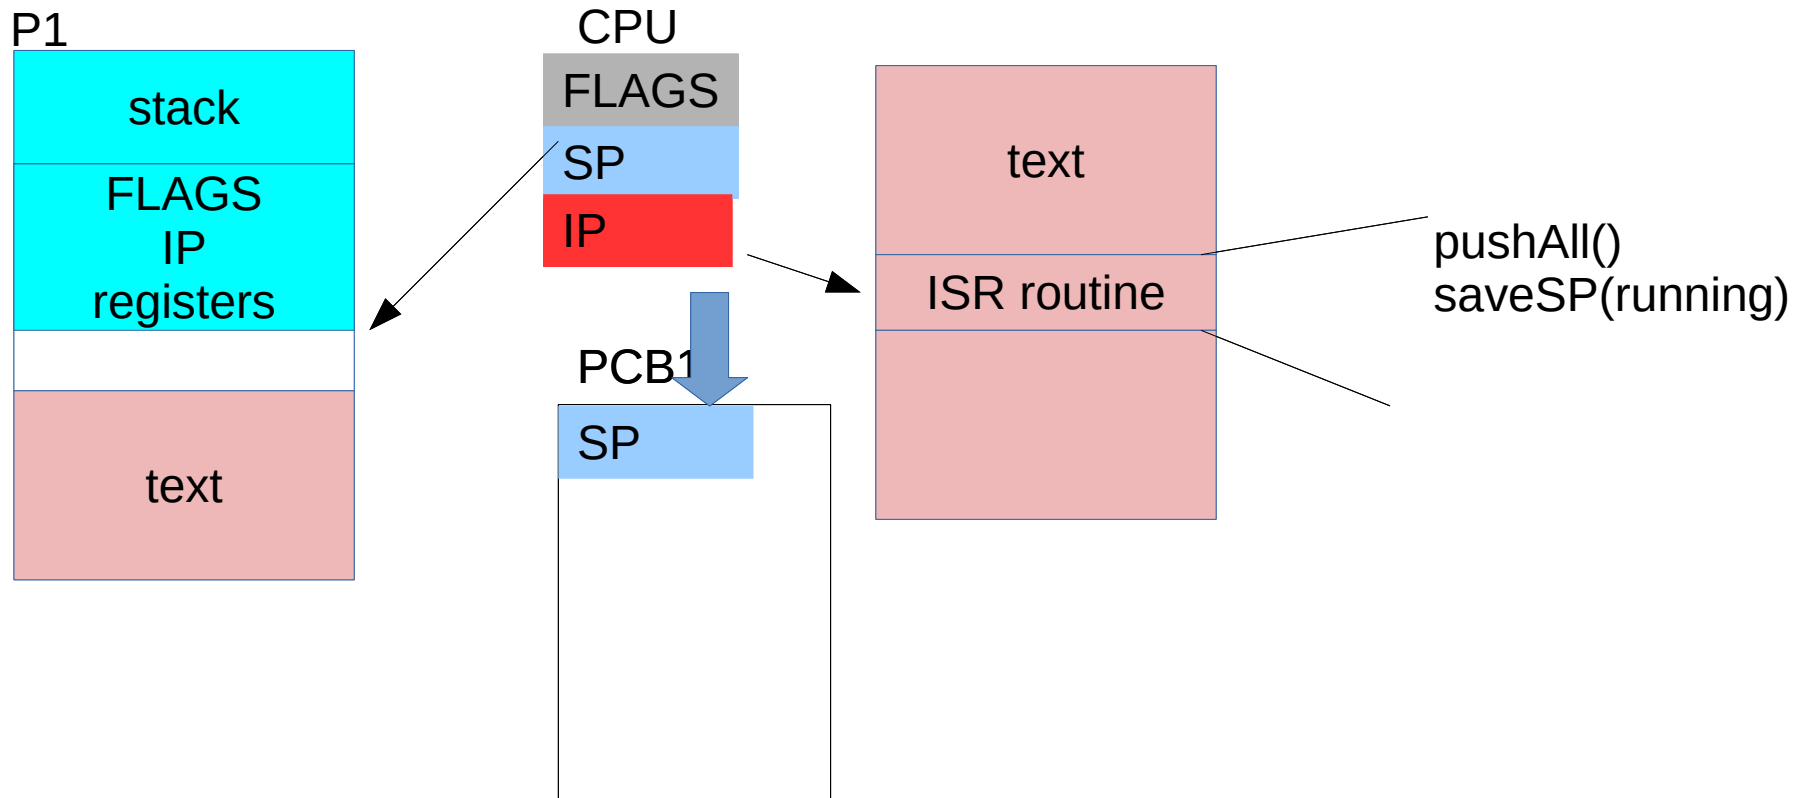 P1
stack
FLAGS
IP
registers
text
CPU
FLAGS
SP
IP
PCB1
SP
text
ISR routine
pushAll()
saveSP(running)